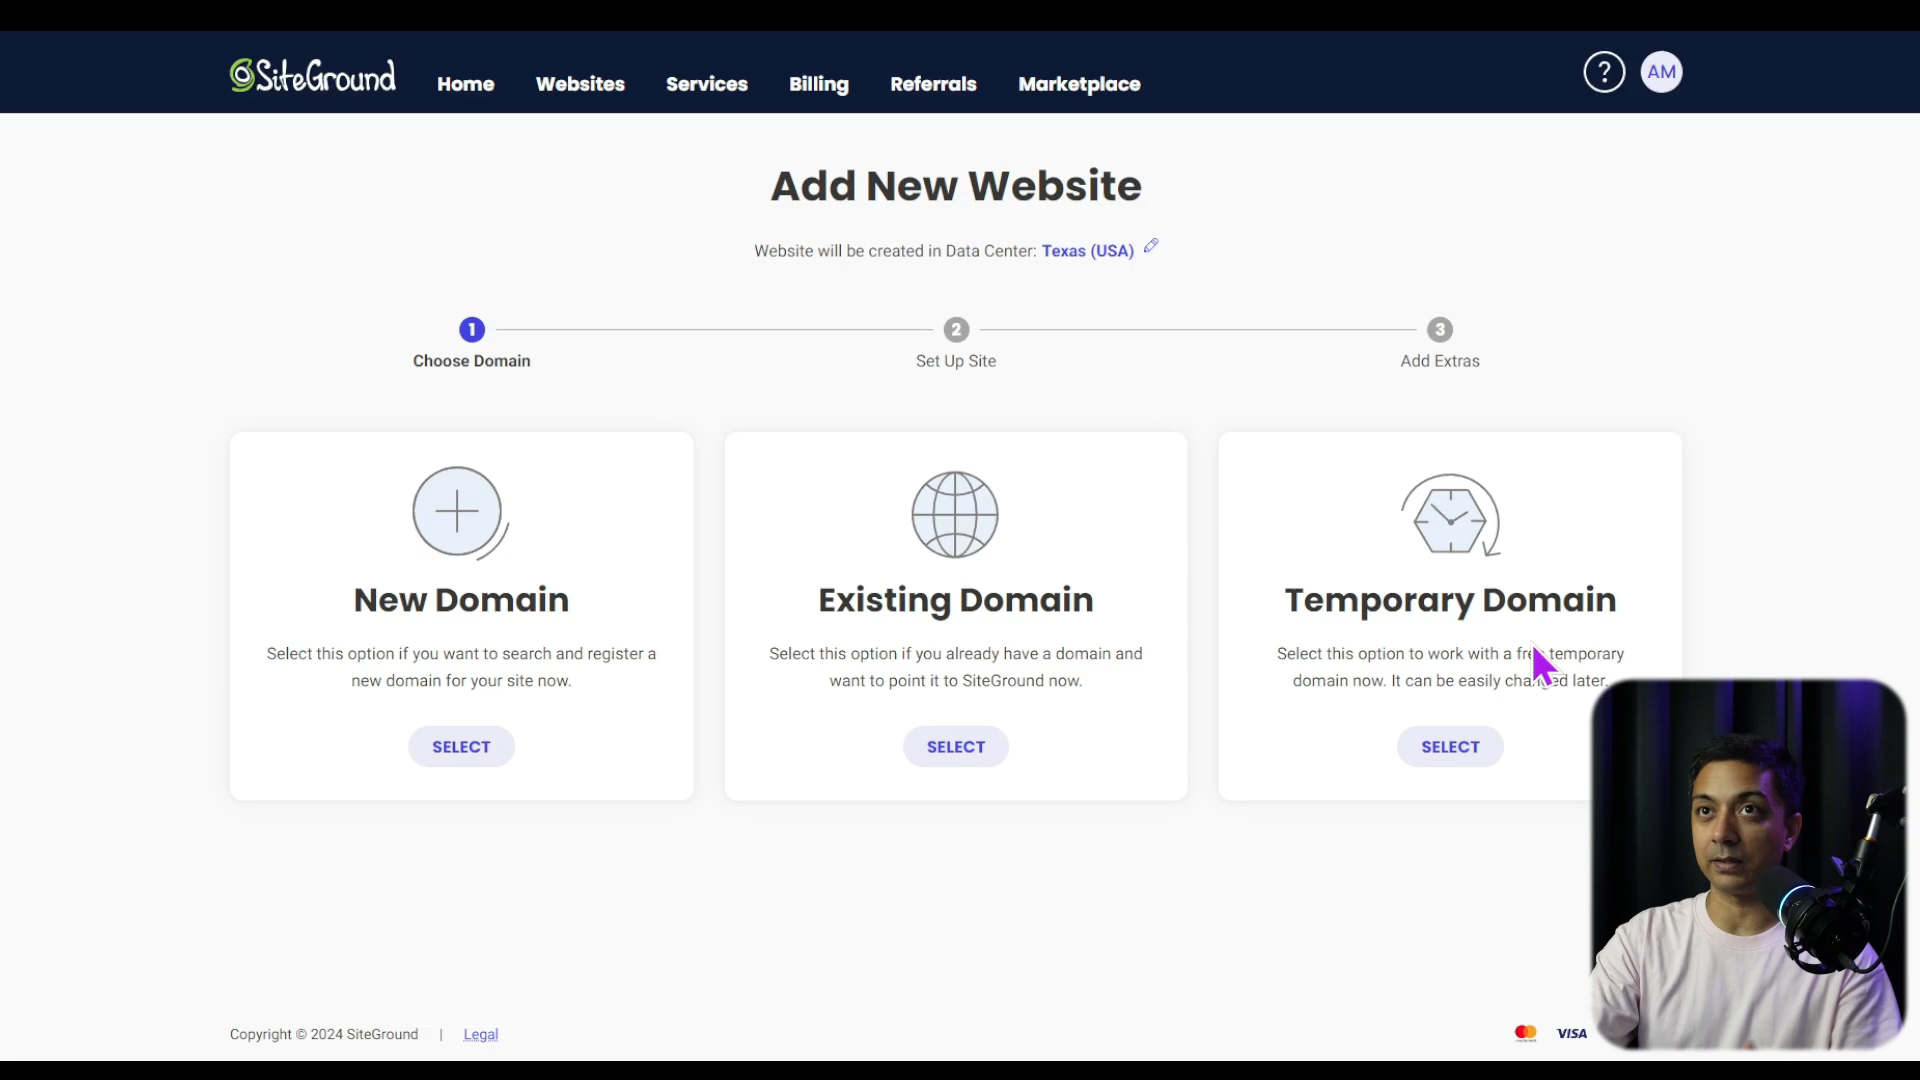 SiteGround
Home Websites Services Billing Referrals Marketplace
?
AM
Add New Website
Website will be created in Data Center: Texas (USA)
1 2 3
Choose Domain Set Up Site Add Extras
New Domain
Select this option if you want to search and register a
new domain for your site now.
SELECT
Existing Domain
Select this option if you already have a domain and
want to point it to SiteGround now.
SELECT
Temporary Domain
Select this option to work with a free temporary
domain now. It can be easily changed later.
SELECT
Copyright © 2024 SiteGround | Legal
VISA